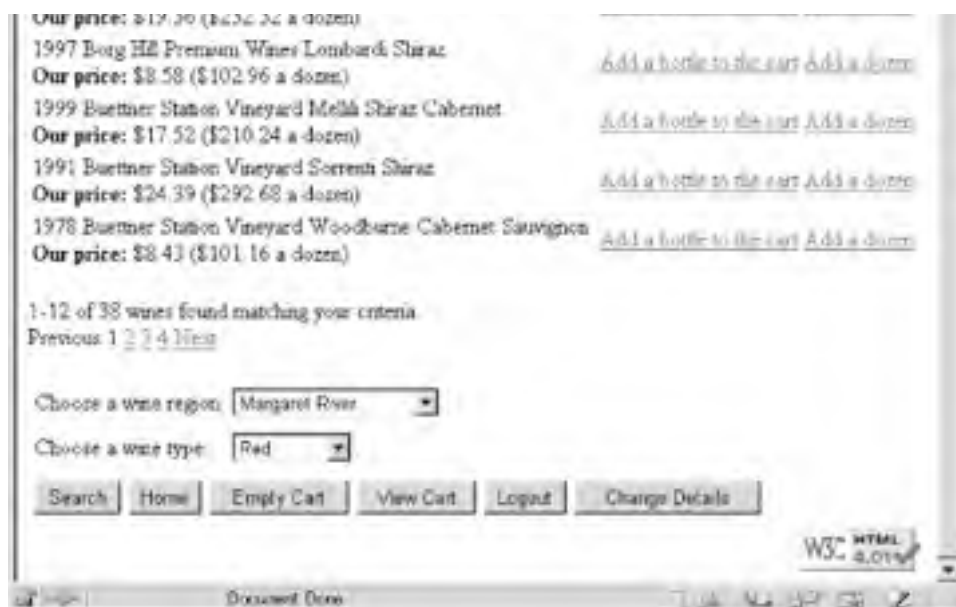 Our price: $19.36 ($232.32 a dozen)
1997 Borg Hill Premium Wines Lombardi Shiraz
Our price: $8.58 ($102.96 a dozen)
Add a bottle to the cart Add a dozen
1999 Buettner Station Vineyard Mellili Shiraz Cabernet
Our price: $17.52 ($210.24 a dozen)
Add a bottle to the cart Add a dozen
1991 Buettner Station Vineyard Sorrenti Shiraz
Our price: $24.39 ($292.68 a dozen)
Add a bottle to the cart Add a dozen
1978 Buettner Station Vineyard Woodburne Cabernet Sauvignon
Our price: $8.43 ($101.16 a dozen)
Add a bottle to the cart Add a dozen
1-12 of 38 wines found matching your criteria
Previous 1 2 3 4 Next
Choose a wine region: Margaret River
Choose a wine type: Red
Search Home Empty Cart View Cart Logout Change Details
W3C HTML 4.01
Document: Done